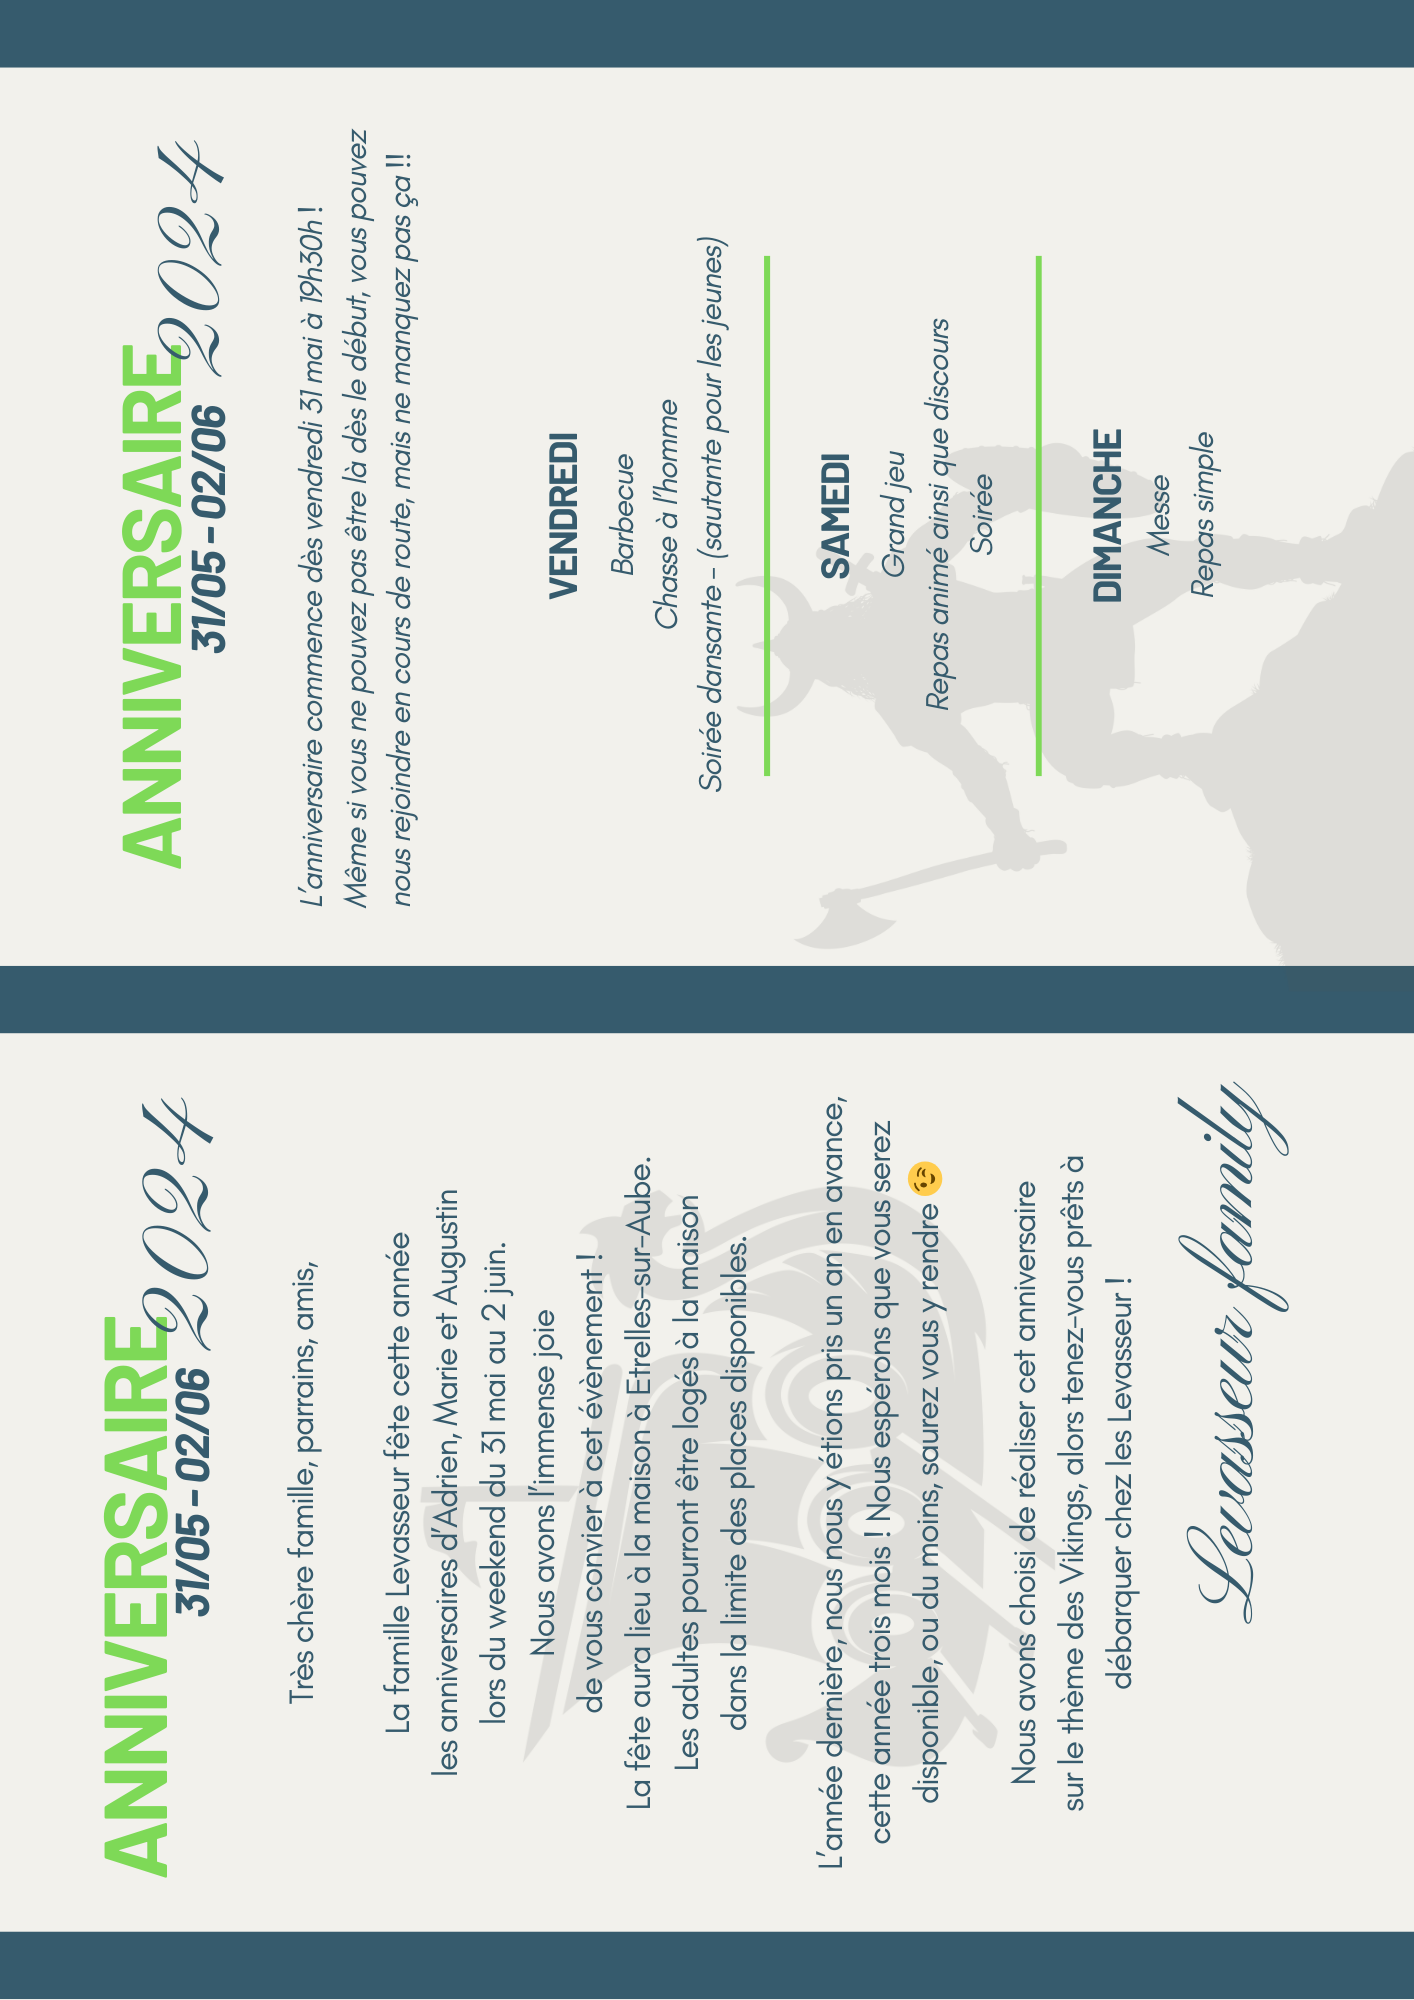 ANNIVERSAIRE
31/05 - 02/06 2024
Très chère famille, parrains, amis,
La famille Levasseur fête cette année
les anniversaires d'Adrien, Marie et Augustin
lors du weekend du 31 mai au 2 juin.
Nous avons l'immense joie
de vous convier à cet évènement !
La fête aura lieu à la maison à Etrelles-sur-Aube.
Les adultes pourront être logés à la maison
dans la limite des places disponibles.
L'année dernière, nous nous y étions pris un an en avance,
cette année trois mois ! Nous espérons que vous serez
disponible, ou du moins, saurez vous y rendre 😉
Nous avons choisi de réaliser cet anniversaire
sur le thème des Vikings, alors tenez-vous prêts à
débarquer chez les Levasseur !
Levasseur family
ANNIVERSAIRE
31/05 - 02/06 2024
L'anniversaire commence dès vendredi 31 mai à 19h30h !
Même si vous ne pouvez pas être là dès le début, vous pouvez
nous rejoindre en cours de route, mais ne manquez pas ça !!
VENDREDI
Barbecue
Chasse à l'homme
Soirée dansante - (sautante pour les jeunes)
SAMEDI
Grand jeu
Repas animé ainsi que discours
Soirée
DIMANCHE
Messe
Repas simple